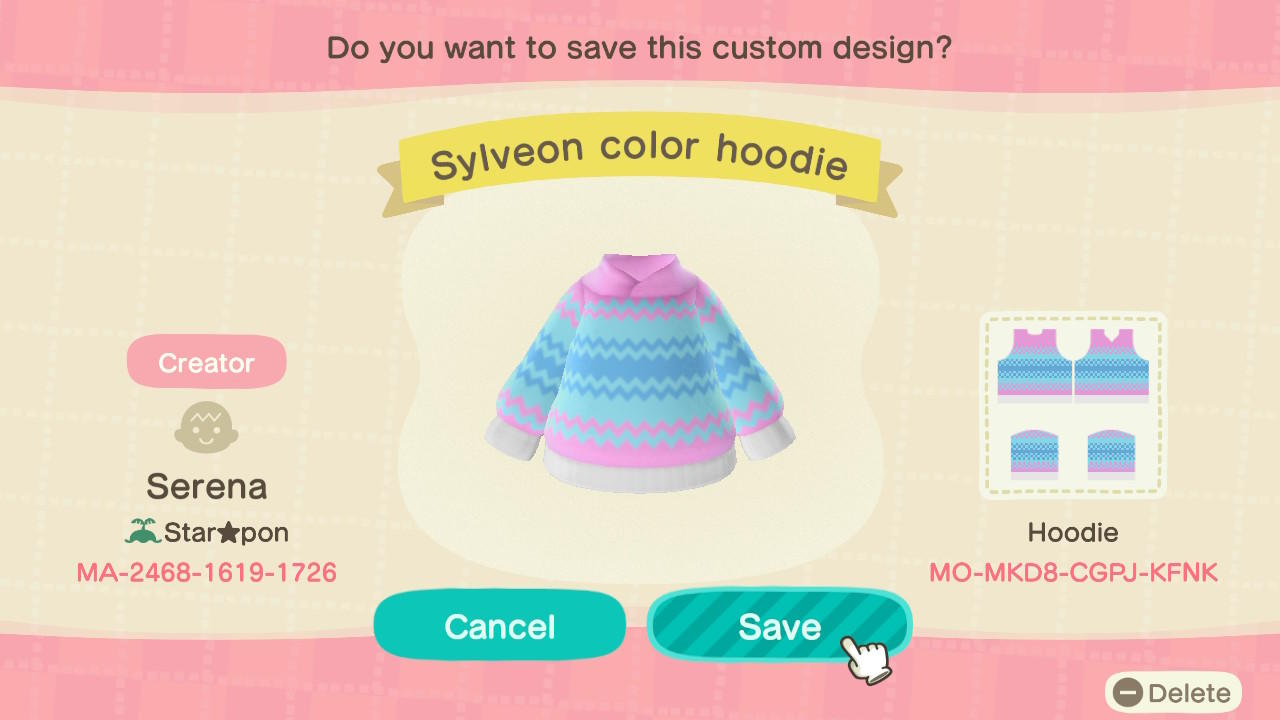 Do you want to save this custom design?
Sylveon color hoodie
Creator
Serena
Star★pon
MA-2468-1619-1726
Hoodie
MO-MKD8-CGPJ-KFNK
Cancel
Save
Delete